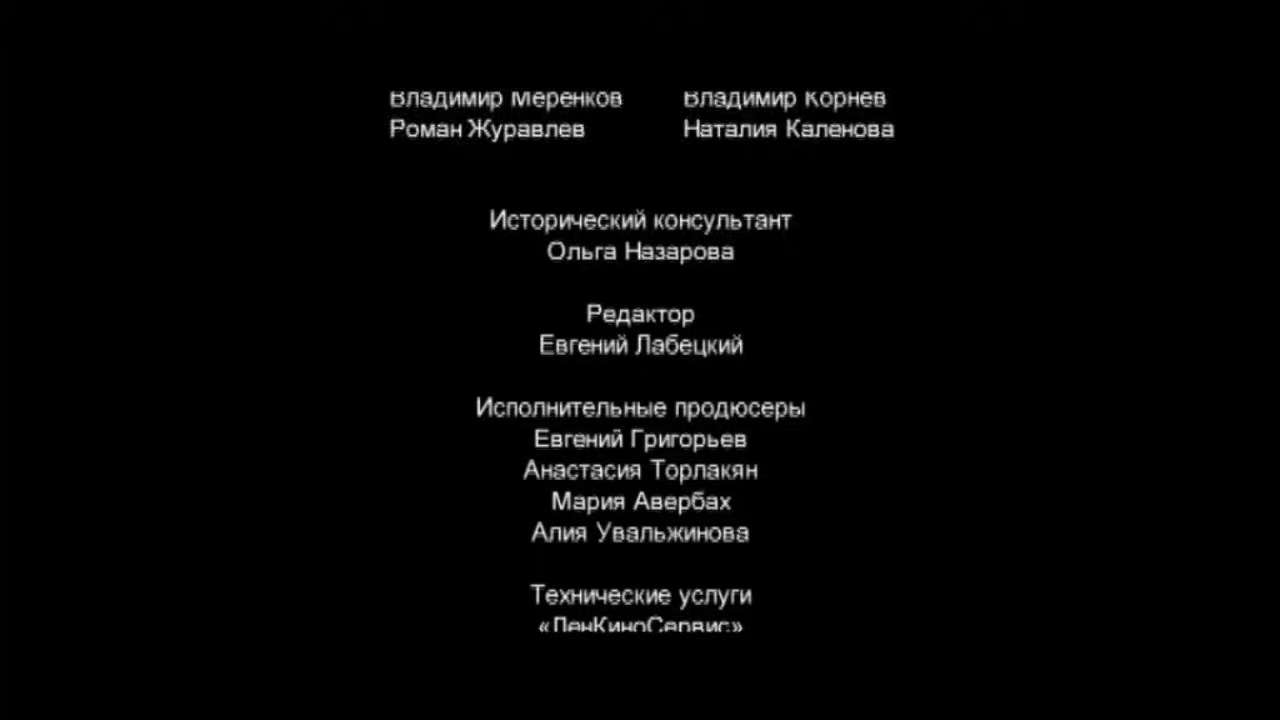 Владимир Меренков Владимир Корнев
Роман Журавлев Наталия Каленова
Исторический консультант
Ольга Назарова
Редактор
Евгений Лабецкий
Исполнительные продюсеры
Евгений Григорьев
Анастасия Торлакян
Мария Авербах
Алия Увальжинова
Технические услуги
«ЛенКиноСервис»